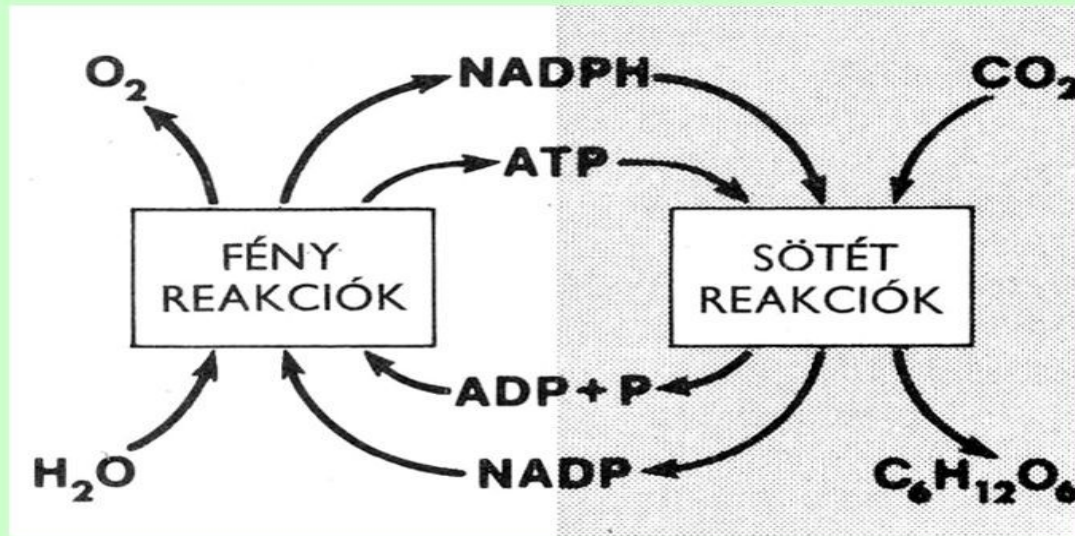 O₂
NADPH
CO₂
ATP
FÉNY
REAKCIÓK
SÖTÉT
REAKCIÓK
ADP + P
H₂O
NADP
C₆H₁₂O₆